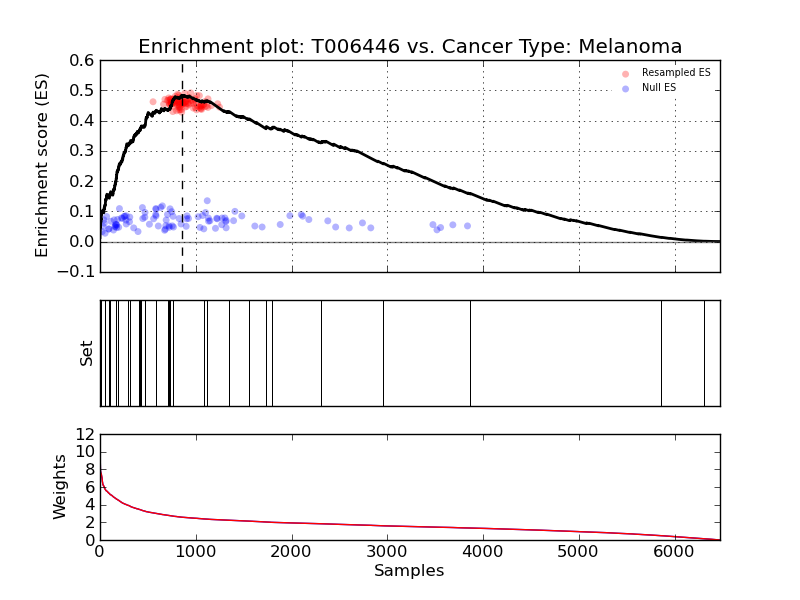 Enrichment plot: T006446 vs. Cancer Type: Melanoma
Enrichment score (ES)
0.6
0.5
0.4
0.3
0.2
0.1
0.0
−0.1
Resampled ES
Null ES
Set
Weights
12
10
8
6
4
2
0
0 1000 2000 3000 4000 5000 6000
Samples